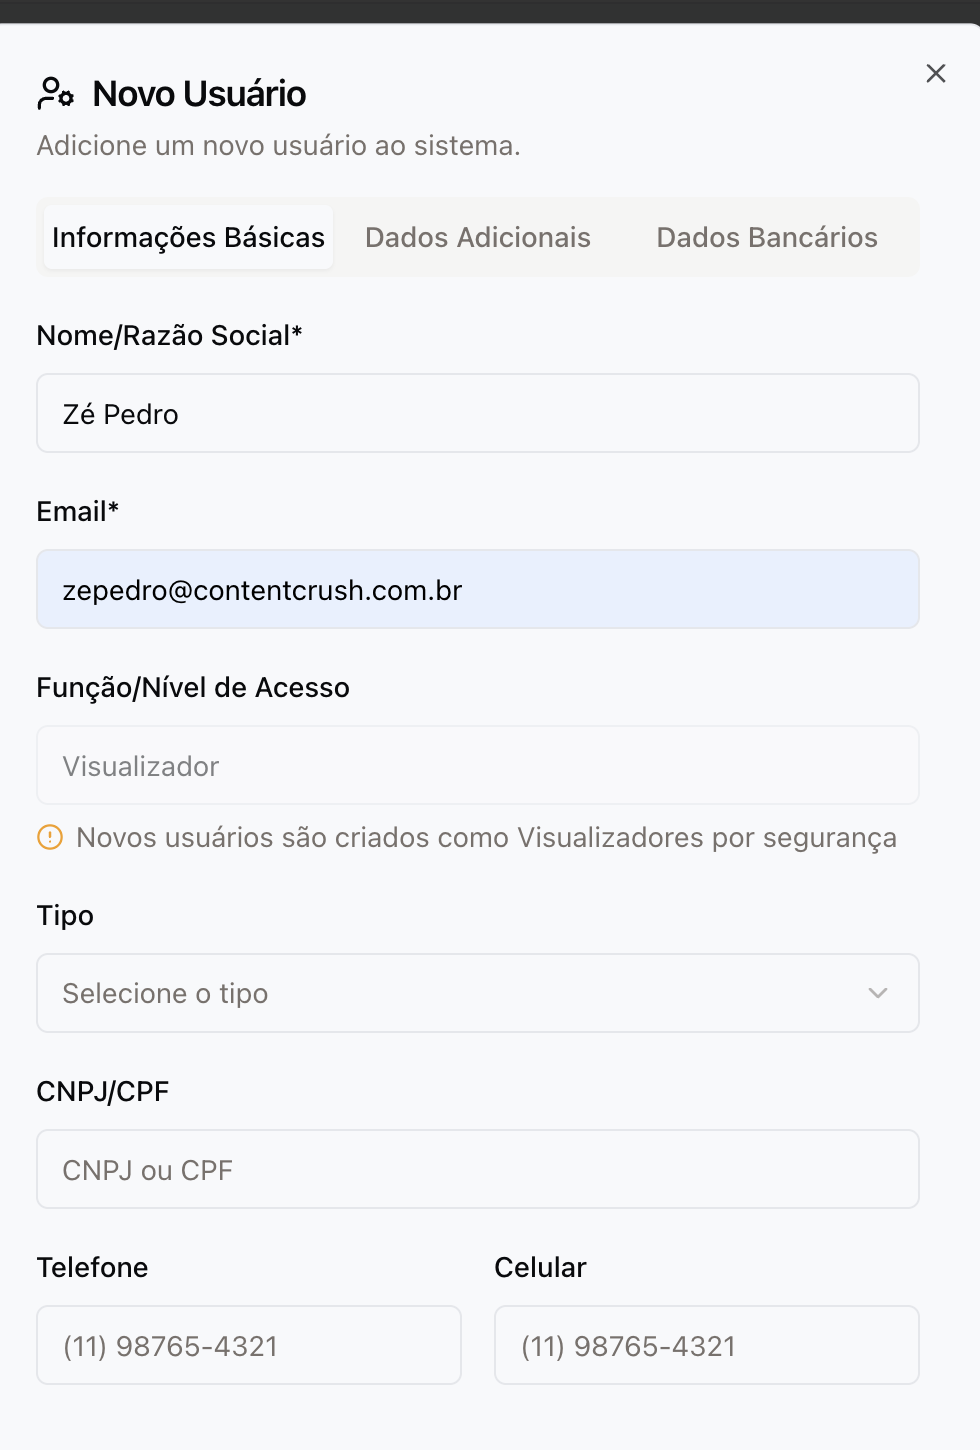 Novo Usuário
Adicione um novo usuário ao sistema.
Informações Básicas Dados Adicionais Dados Bancários
Nome/Razão Social*
Zé Pedro
Email*
zepedro@contentcrush.com.br
Função/Nível de Acesso
Visualizador
Novos usuários são criados como Visualizadores por segurança
Tipo
Selecione o tipo
CNPJ/CPF
CNPJ ou CPF
Telefone Celular
(11) 98765-4321 (11) 98765-4321